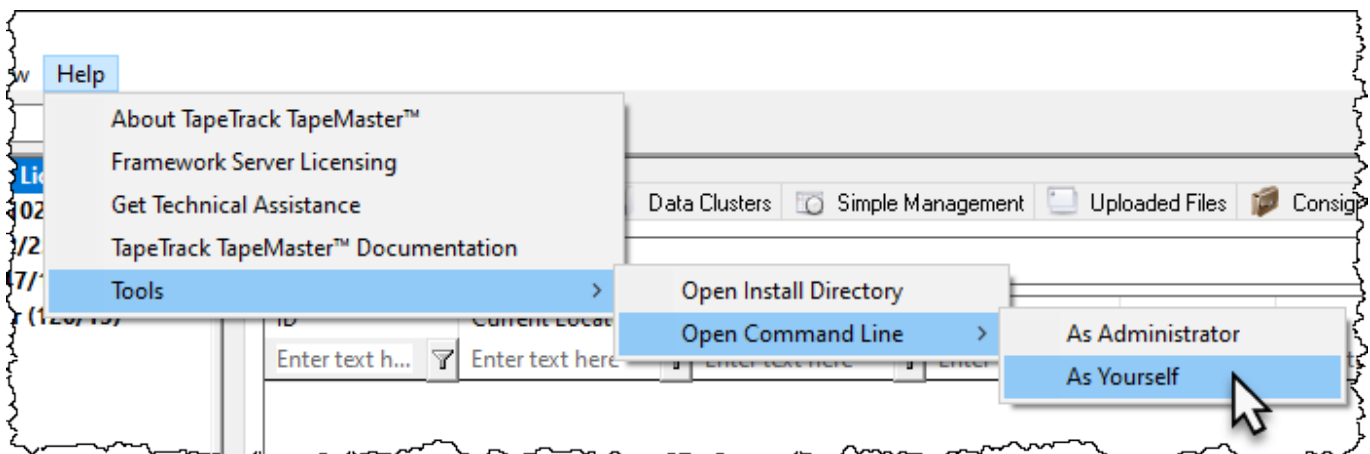 w Help
About TapeTrack TapeMaster™
Framework Server Licensing
Get Technical Assistance
TapeTrack TapeMaster™ Documentation
Tools
Data Clusters Simple Management Uploaded Files Consig
Open Install Directory
Open Command Line
As Administrator
As Yourself
Enter text h... Enter text here